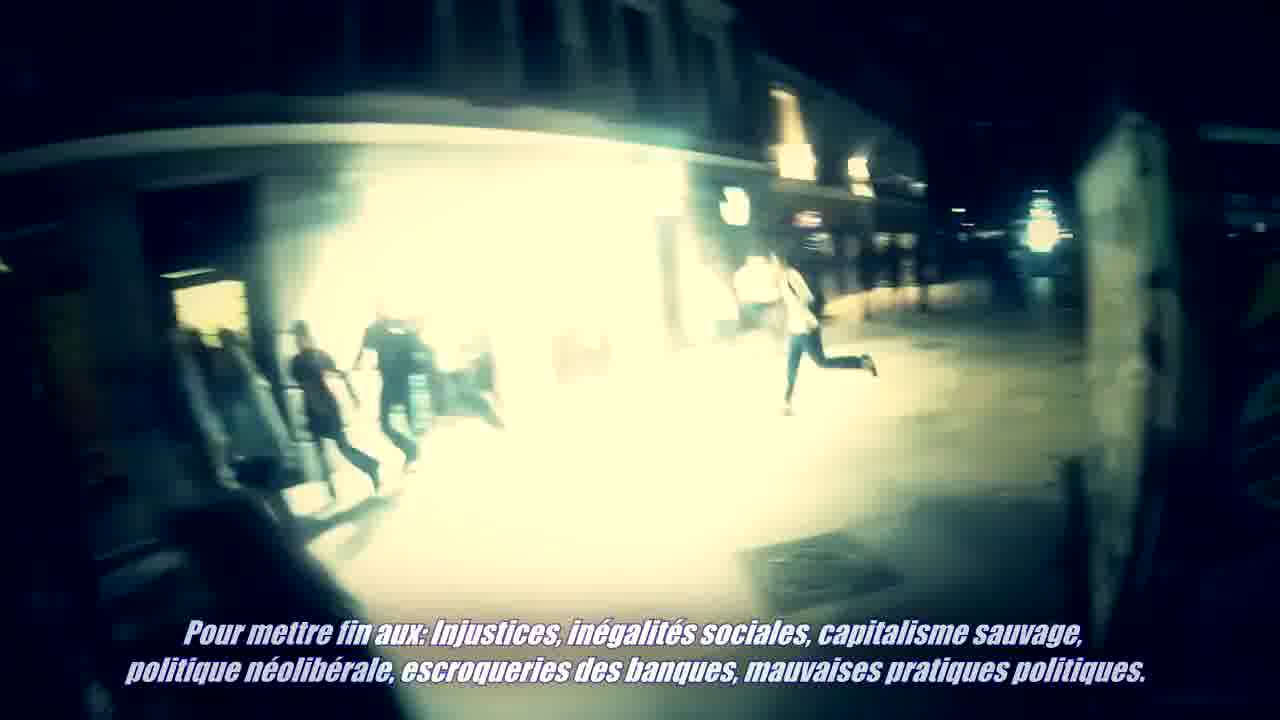 Pour mettre fin aux: Injustices, inégalités sociales, capitalisme sauvage,
politique néolibérale, escroqueries des banques, mauvaises pratiques politiques.